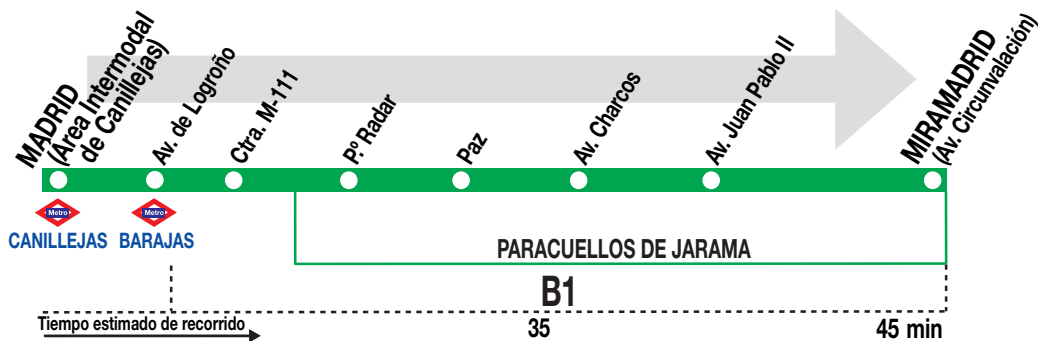 MADRID
(Área Intermodal
de Canillejas)
Av. de Logroño
Ctra. M-111
P.º Radar
Paz
Av. Charcos
Av. Juan Pablo II
MIRAMADRID
(Av. Circunvalación)
Metro
Metro
CANILLEJAS
BARAJAS
PARACUELLOS DE JARAMA
B1
Tiempo estimado de recorrido
35
45 min